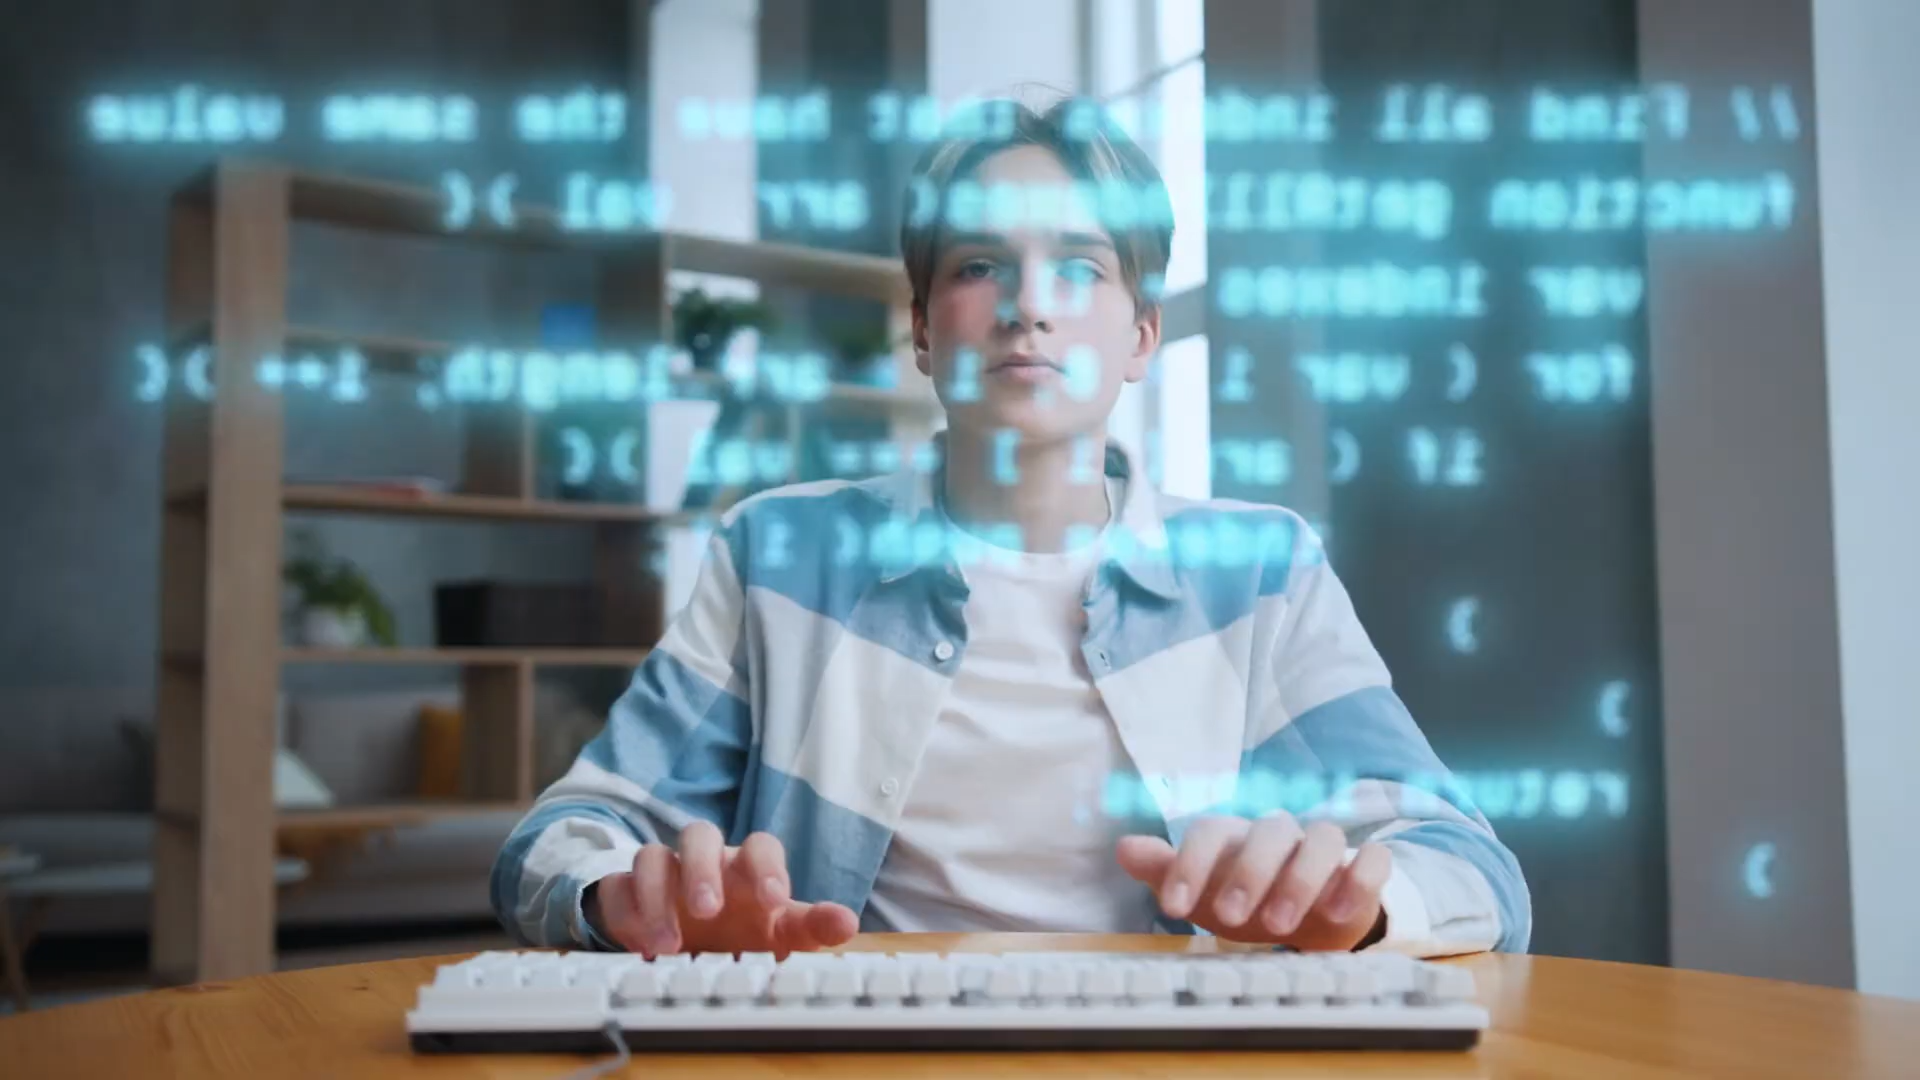 // Find all indexes that have the same value
function getAllIndexes( arr, val ){
var indexes = [];
for ( var i = 0; i < arr.length; i++ ){
if ( arr[ i ] === val ){
indexes.push( i );
}
}
return indexes;
}